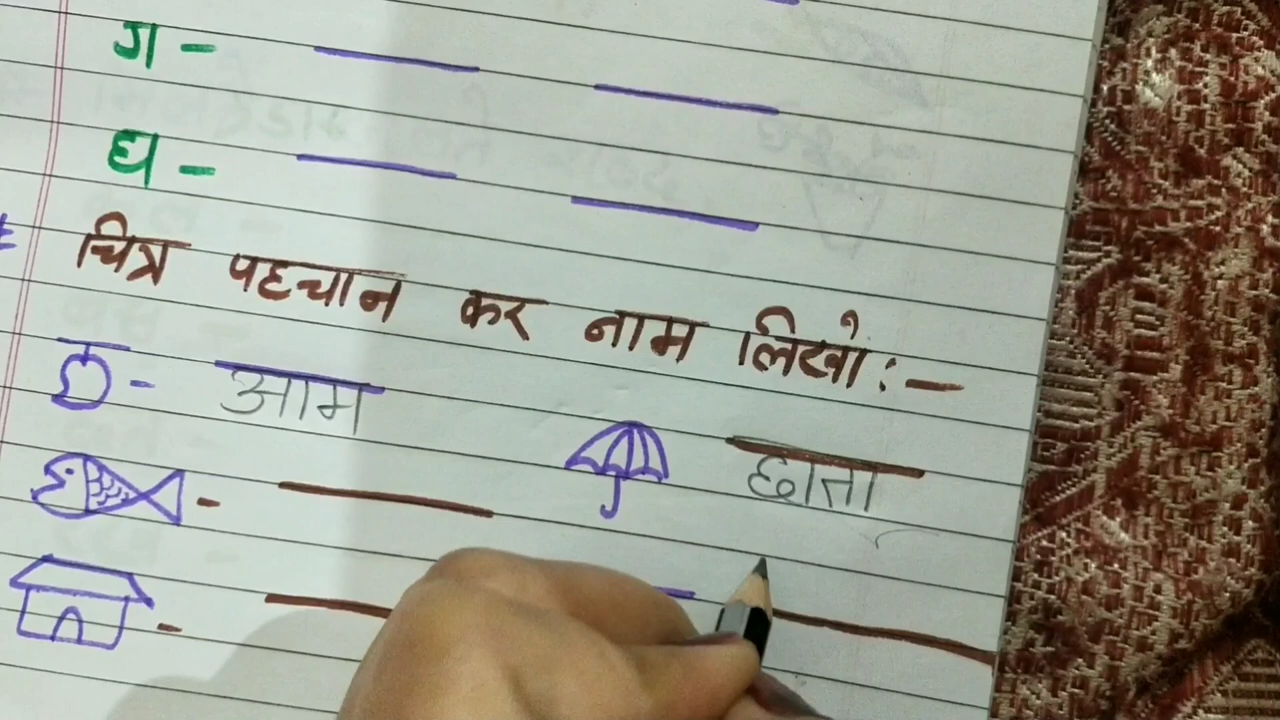 ग -
घ -
चित्र पहचान कर नाम लिखो :-
- आम
छाता
-
-